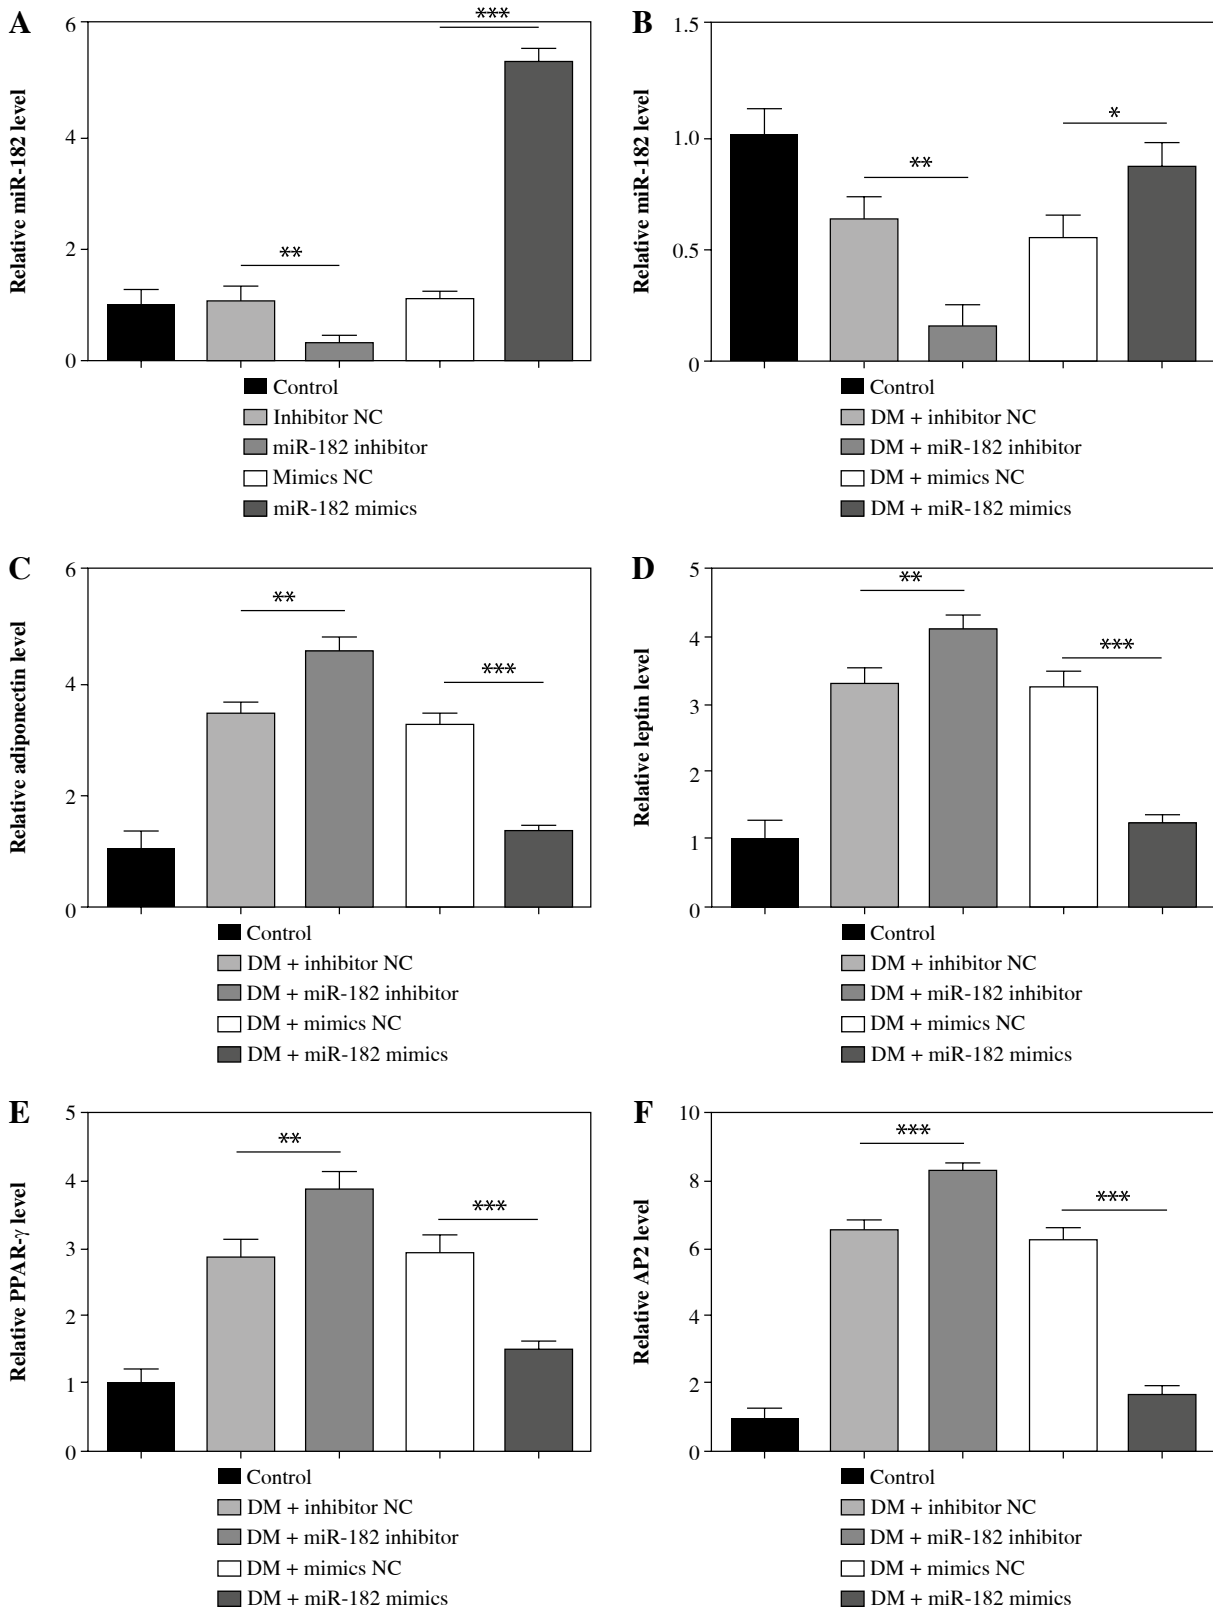 A
Relative miR-182 level
6
4
2
0
**
***
Control
Inhibitor NC
miR-182 inhibitor
Mimics NC
miR-182 mimics
B
Relative miR-182 level
1.5
1.0
0.5
0
**
*
Control
DM + inhibitor NC
DM + miR-182 inhibitor
DM + mimics NC
DM + miR-182 mimics
C
Relative adiponectin level
6
4
2
0
**
***
Control
DM + inhibitor NC
DM + miR-182 inhibitor
DM + mimics NC
DM + miR-182 mimics
D
Relative leptin level
5
4
3
2
1
0
**
***
Control
DM + inhibitor NC
DM + miR-182 inhibitor
DM + mimics NC
DM + miR-182 mimics
E
Relative PPAR-γ level
5
4
3
2
1
0
**
***
Control
DM + inhibitor NC
DM + miR-182 inhibitor
DM + mimics NC
DM + miR-182 mimics
F
Relative AP2 level
10
8
6
4
2
0
***
***
Control
DM + inhibitor NC
DM + miR-182 inhibitor
DM + mimics NC
DM + miR-182 mimics